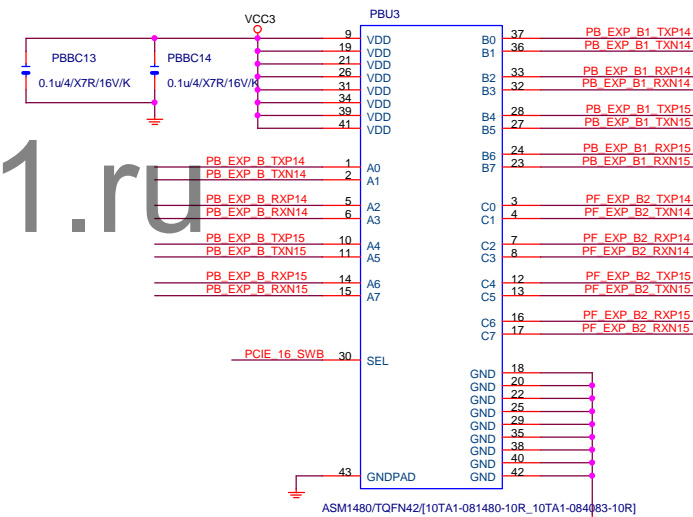 VCC3
PBU3
PBBC13
0.1u/4/X7R/16V/K
PBBC14
0.1u/4/X7R/16V/K
9 VDD
19 VDD
21 VDD
26 VDD
31 VDD
34 VDD
39 VDD
41 VDD
PB_EXP_B_TXP14 1 A0
PB_EXP_B_TXN14 2 A1
PB_EXP_B_RXP14 5 A2
PB_EXP_B_RXN14 6 A3
PB_EXP_B_TXP15 10 A4
PB_EXP_B_TXN15 11 A5
PB_EXP_B_RXP15 14 A6
PB_EXP_B_RXN15 15 A7
PCIE_16_SWB 30 SEL
43 GNDPAD
B0 37 PB_EXP_B1_TXP14
B1 36 PB_EXP_B1_TXN14
B2 33 PB_EXP_B1_RXP14
B3 32 PB_EXP_B1_RXN14
B4 28 PB_EXP_B1_TXP15
B5 27 PB_EXP_B1_TXN15
B6 24 PB_EXP_B1_RXP15
B7 23 PB_EXP_B1_RXN15
C0 3 PF_EXP_B2_TXP14
C1 4 PF_EXP_B2_TXN14
C2 7 PF_EXP_B2_RXP14
C3 8 PF_EXP_B2_RXN14
C4 12 PF_EXP_B2_TXP15
C5 13 PF_EXP_B2_TXN15
C6 16 PF_EXP_B2_RXP15
C7 17 PF_EXP_B2_RXN15
GND 18
GND 20
GND 22
GND 25
GND 29
GND 35
GND 38
GND 40
GND 42
ASM1480/TQFN42/[10TA1-081480-10R_10TA1-084083-10R]
1.ru